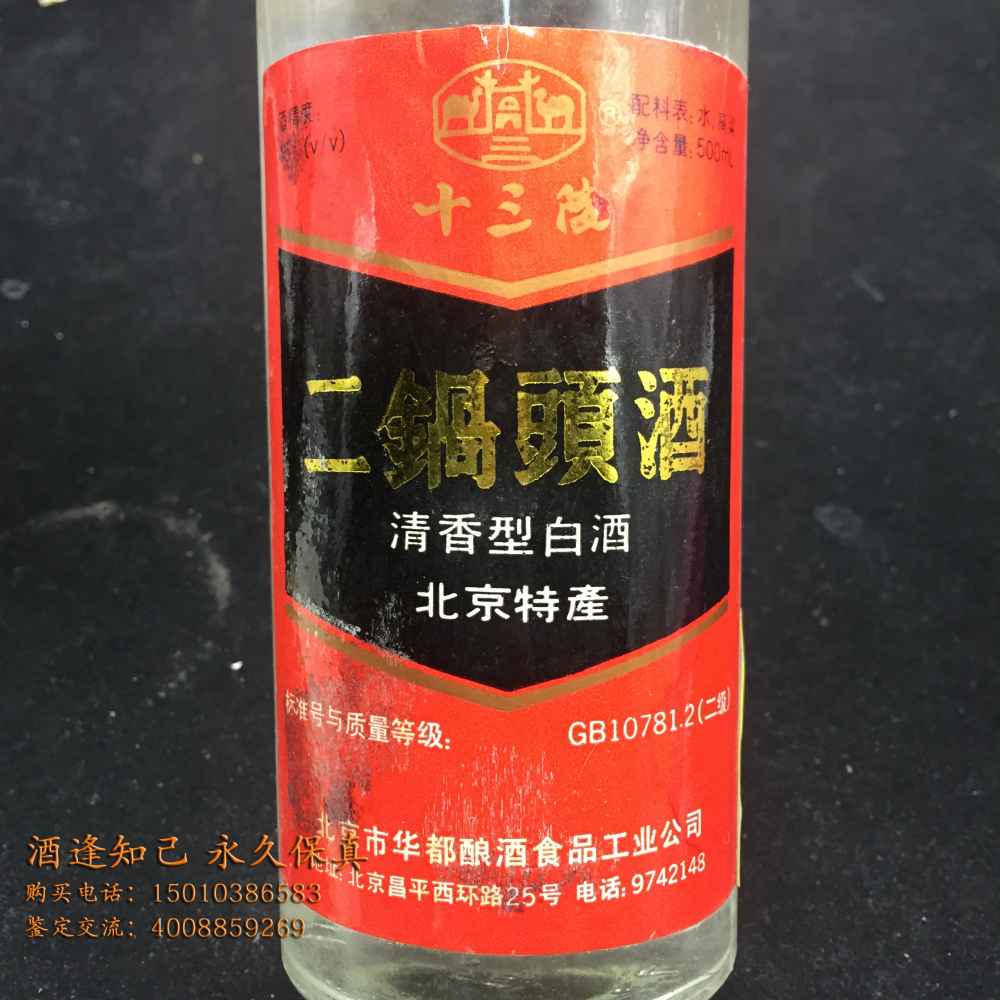 (v/v)
®
配料表:水、
净含量:500mL
十三陵
二鍋頭酒
清香型白酒
北京特產
标准号与质量等级:
GB10781.2(二级)
北京市华都酿酒食品工业公司
地址:北京昌平西环路25号 电话:9742148
酒逢知己 永久保真
购买电话：15010386583
鉴定交流：4008859269